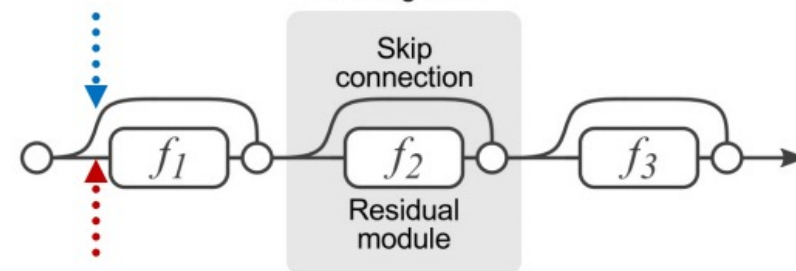 Skip
connection
f1
f2
f3
Residual
module